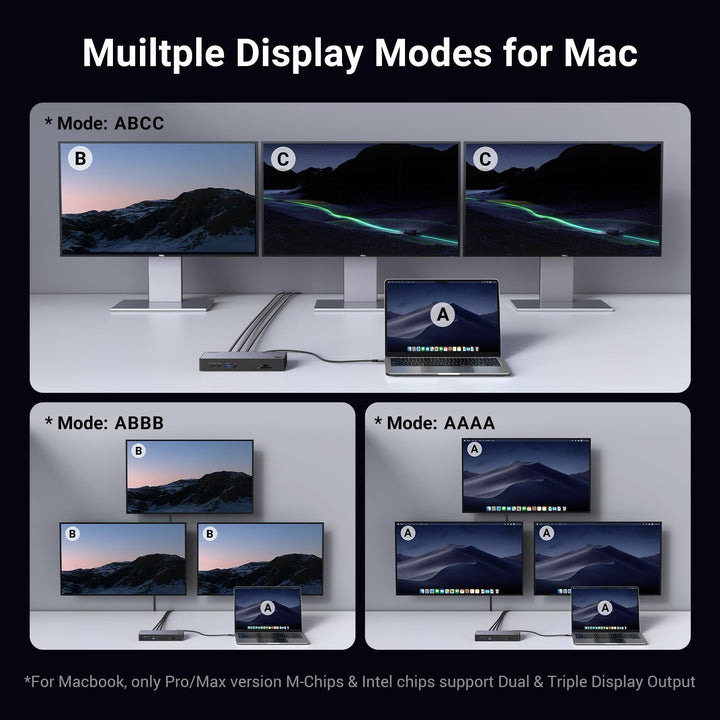 Muiltple Display Modes for Mac
* Mode: ABCC
B
C
C
A
* Mode: ABBB
B
B
B
A
* Mode: AAAA
A
A
A
A
*For Macbook, only Pro/Max version M-Chips & Intel chips support Dual & Triple Display Output